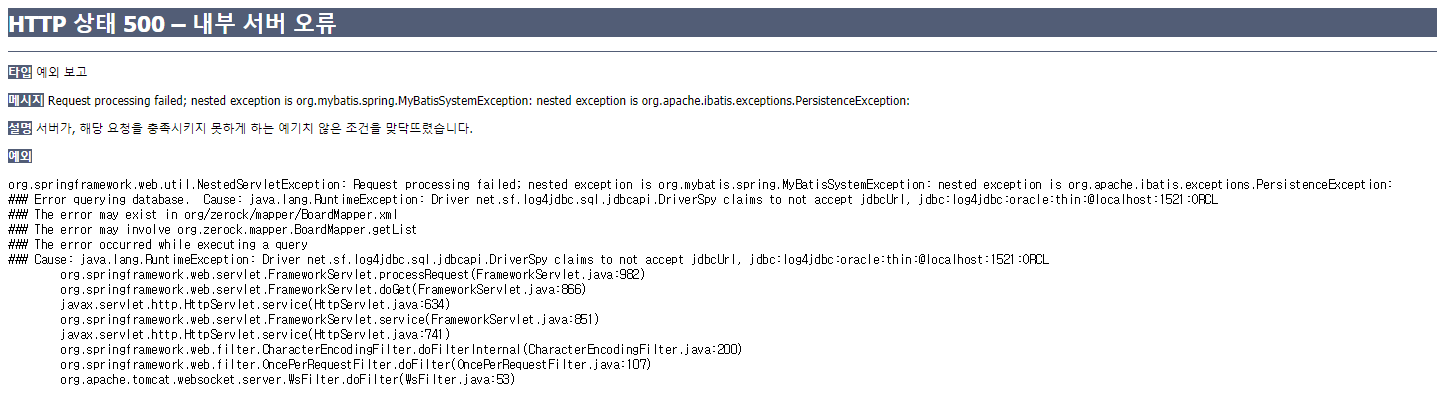 HTTP 상태 500 – 내부 서버 오류
타입 예외 보고
메시지 Request processing failed; nested exception is org.mybatis.spring.MyBatisSystemException: nested exception is org.apache.ibatis.exceptions.PersistenceException:
설명 서버가, 해당 요청을 충족시키지 못하게 하는 예기치 않은 조건을 맞닥뜨렸습니다.
예외
org.springframework.web.util.NestedServletException: Request processing failed; nested exception is org.mybatis.spring.MyBatisSystemException: nested exception is org.apache.ibatis.exceptions.PersistenceException:
### Error querying database.  Cause: java.lang.RuntimeException: Driver net.sf.log4jdbc.sql.jdbcapi.DriverSpy claims to not accept jdbcUrl, jdbc:log4jdbc:oracle:thin:@localhost:1521:ORCL
### The error may exist in org/zerock/mapper/BoardMapper.xml
### The error may involve org.zerock.mapper.BoardMapper.getList
### The error occurred while executing a query
### Cause: java.lang.RuntimeException: Driver net.sf.log4jdbc.sql.jdbcapi.DriverSpy claims to not accept jdbcUrl, jdbc:log4jdbc:oracle:thin:@localhost:1521:ORCL
org.springframework.web.servlet.FrameworkServlet.processRequest(FrameworkServlet.java:982)
org.springframework.web.servlet.FrameworkServlet.doGet(FrameworkServlet.java:866)
javax.servlet.http.HttpServlet.service(HttpServlet.java:634)
org.springframework.web.servlet.FrameworkServlet.service(FrameworkServlet.java:851)
javax.servlet.http.HttpServlet.service(HttpServlet.java:741)
org.springframework.web.filter.CharacterEncodingFilter.doFilterInternal(CharacterEncodingFilter.java:200)
org.springframework.web.filter.OncePerRequestFilter.doFilter(OncePerRequestFilter.java:107)
org.apache.tomcat.websocket.server.WsFilter.doFilter(WsFilter.java:53)